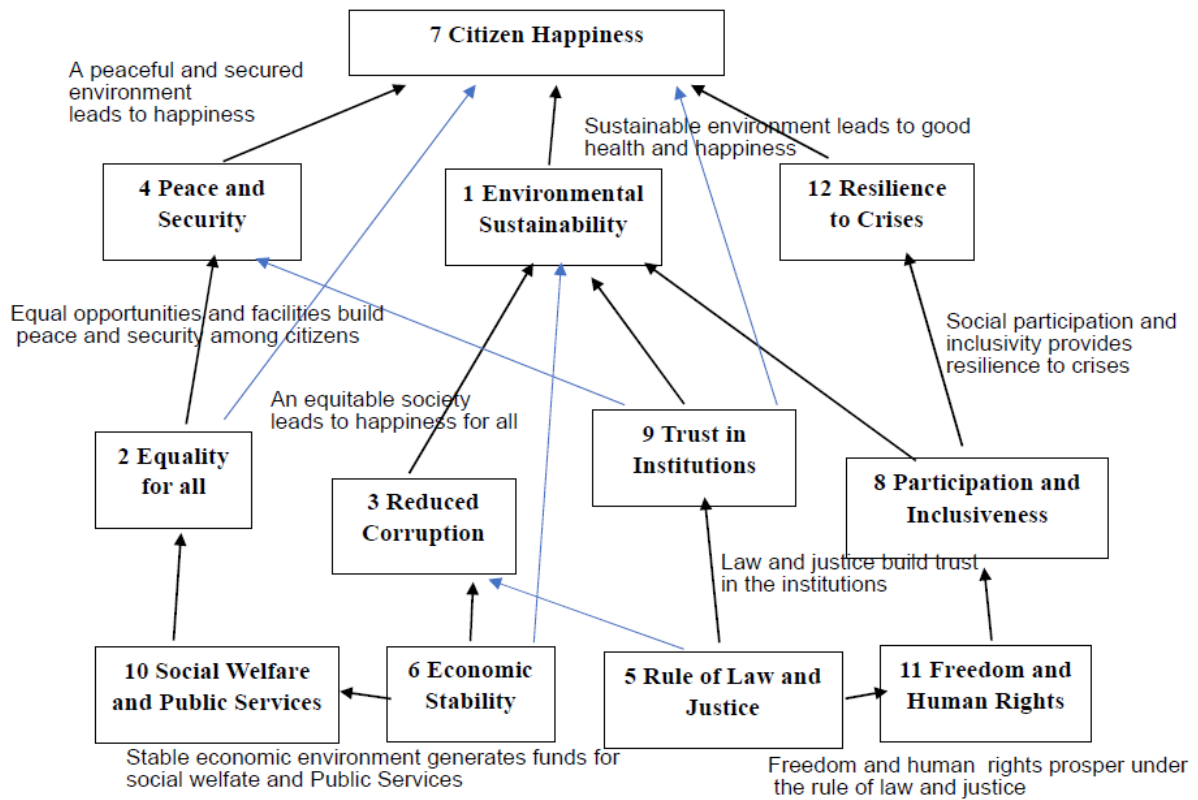 7 Citizen Happiness
A peaceful and secured
environment
leads to happiness
Sustainable environment leads to good
health and happiness
4 Peace and
Security
1 Environmental
Sustainability
12 Resilience
to Crises
Equal opportunities and facilities build
peace and security among citizens
Social participation and
inclusivity provides
resilience to crises
An equitable society
leads to happiness for all
2 Equality
for all
9 Trust in
Institutions
3 Reduced
Corruption
8 Participation and
Inclusiveness
Law and justice build trust
in the institutions
10 Social Welfare
and Public Services
6 Economic
Stability
5 Rule of Law and
Justice
11 Freedom and
Human Rights
Stable economic environment generates funds for
social welfate and Public Services
Freedom and human rights prosper under
the rule of law and justice